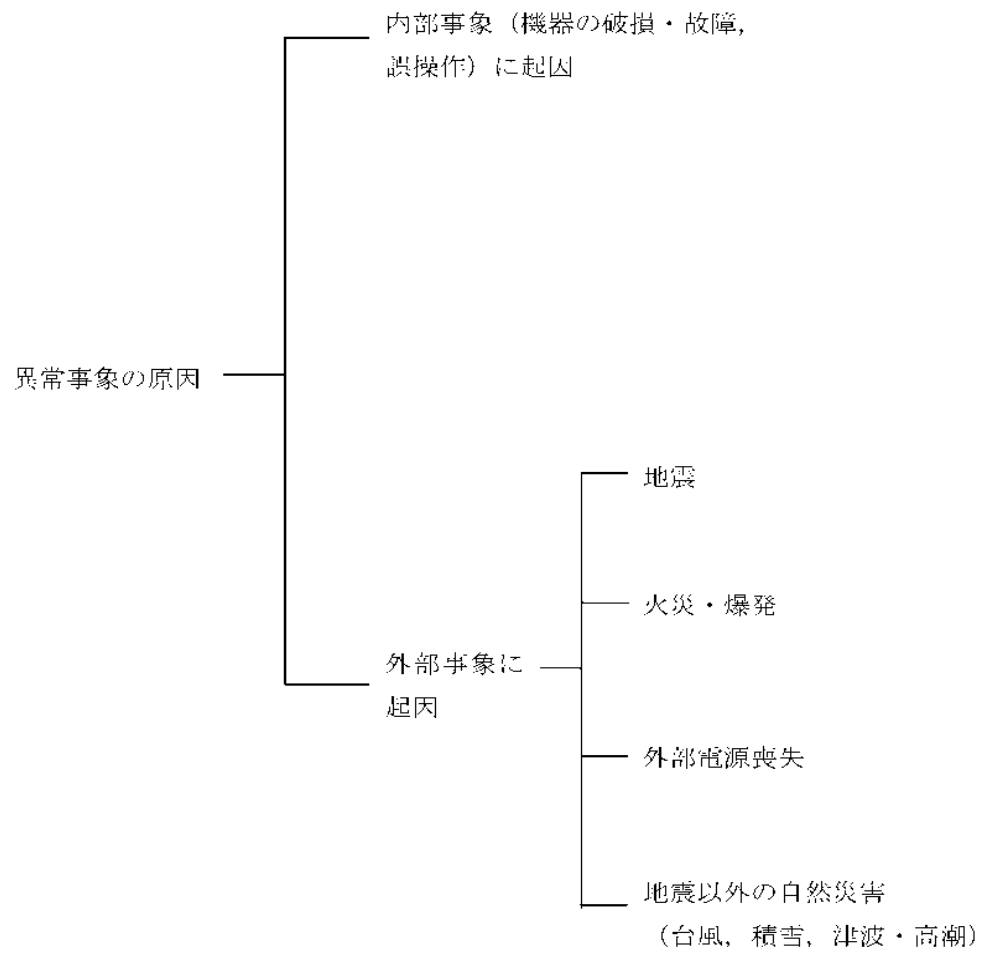 内部事象（機器の破損・故障，
誤操作）に起因
異常事象の原因
地震
火災・爆発
外部事象に
起因
外部電源喪失
地震以外の自然災害
（台風，積雪，津波・高潮）